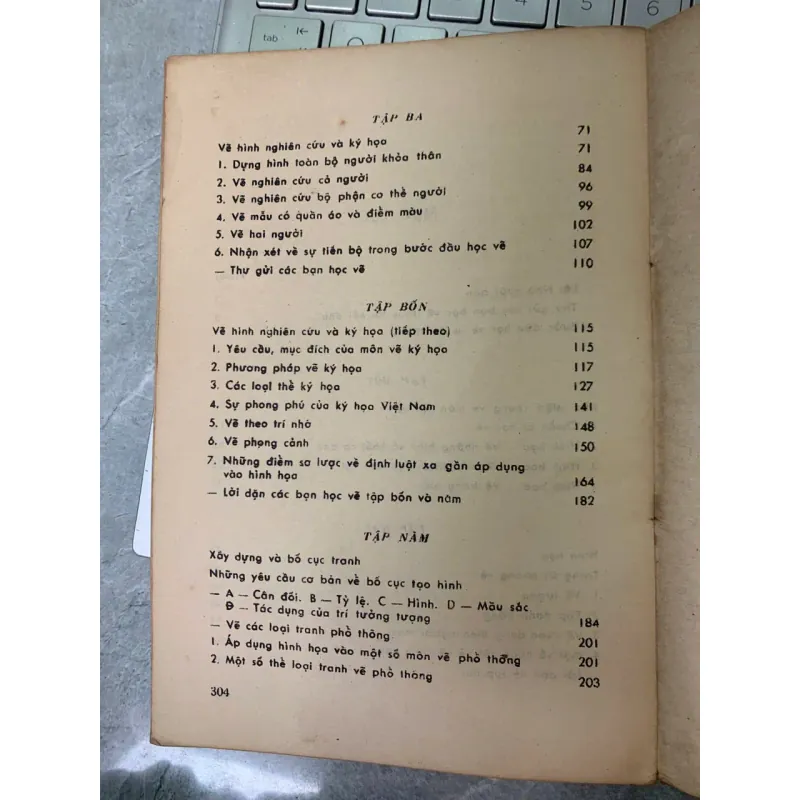 tab
5
6
TẬP BA
Vẽ hình nghiên cứu và ký họa 71
1. Dựng hình toàn bộ người khỏa thân 71
2. Vẽ nghiên cứu cả người 84
3. Vẽ nghiên cứu bộ phận cơ thể người 96
4. Vẽ mẫu có quần áo và điểm màu 99
5. Vẽ hai người 102
6. Nhận xét về sự tiến bộ trong bước đầu học vẽ 107
— Thư gửi các bạn học vẽ 110
TẬP BỐN
Vẽ hình nghiên cứu và ký họa (tiếp theo) 115
1. Yêu cầu, mục đích của môn vẽ ký họa 115
2. Phương pháp vẽ ký họa 117
3. Các loại thể ký họa 127
4. Sự phong phú của ký họa Việt Nam 141
5. Vẽ theo trí nhớ 148
6. Vẽ phong cảnh 150
7. Những điểm sơ lược về định luật xa gần áp dụng
vào hình họa 164
— Lời dặn các bạn học vẽ tập bốn và năm 182
TẬP NĂM
Xây dựng và bố cục tranh
Những yêu cầu cơ bản về bố cục tạo hình
— A — Cân đối. B — Tỷ lệ. C — Hình. D — Mầu sắc
Đ — Tác dụng của trí tưởng tượng 184
— Vẽ các loại tranh phổ thông 201
1. Áp dụng hình họa vào một số môn vẽ phổ thông 201
2. Một số thể loại tranh vẽ phổ thông 203
304